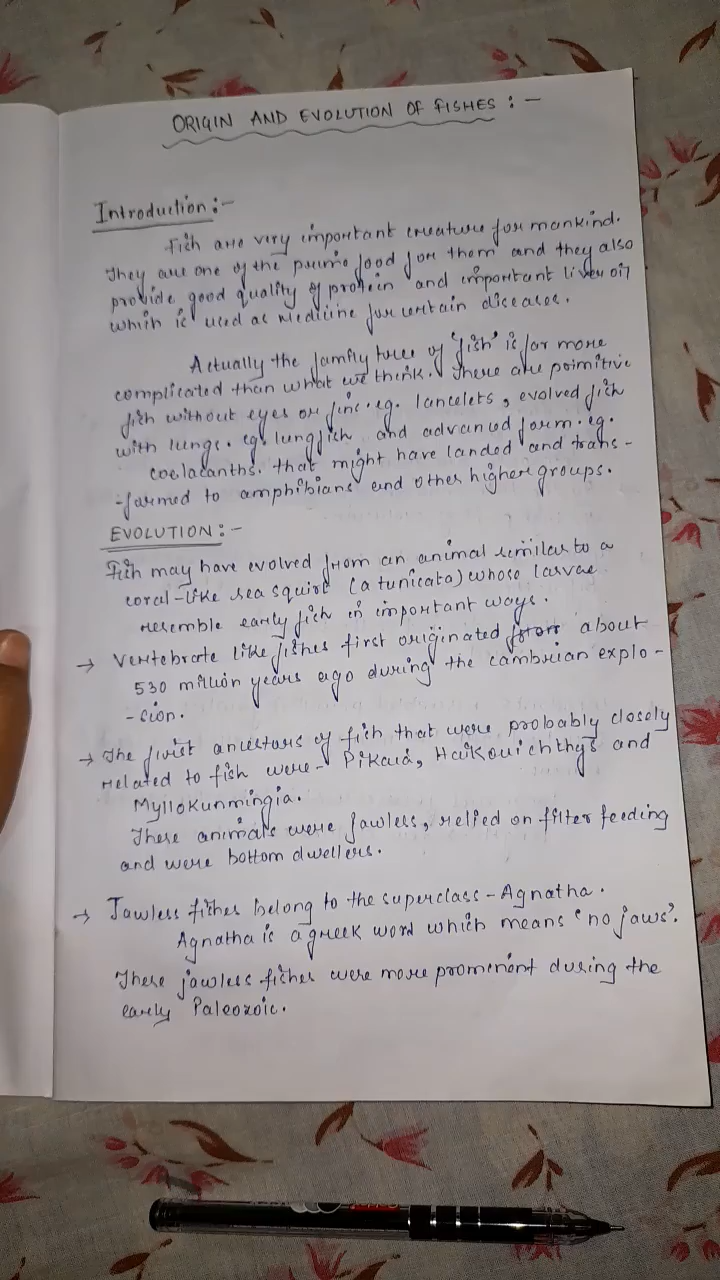 ORIGIN AND EVOLUTION OF FISHES : -
Introduction :-
Fish are very important creature for mankind.
They are one of the prime food for them and they also
provide good quality of protein and important liver oil
which is used as medicine for certain diseases.
Actually the family tree of 'fish' is far more
complicated than what we think. There are primitive
fish without eyes or fins. eg. lancelets, evolved fish
with lungs. eg. lungfish and advanced form. eg.
coelacanths. that might have landed and trans-
-formed to amphibians and other higher groups.
EVOLUTION : -
Fish may have evolved from an animal similar to a
coral-like sea squirt (a tunicata) whose larvae
resemble early fish in important ways.
→ Vertebrate like fishes first originated about
530 million years ago during the cambrian explo-
-sion.
→ The first ancestors of fish that were probably closely
related to fish were- Pikaia, Haikouichthys and
Myllokunmingia.
These animals were jawless, relied on filter feeding
and were bottom dwellers.
→ Jawless fishes belong to the superclass - Agnatha.
Agnatha is a greek word which means 'no jaws'.
These jawless fishes were more prominent during the
early Paleozoic.